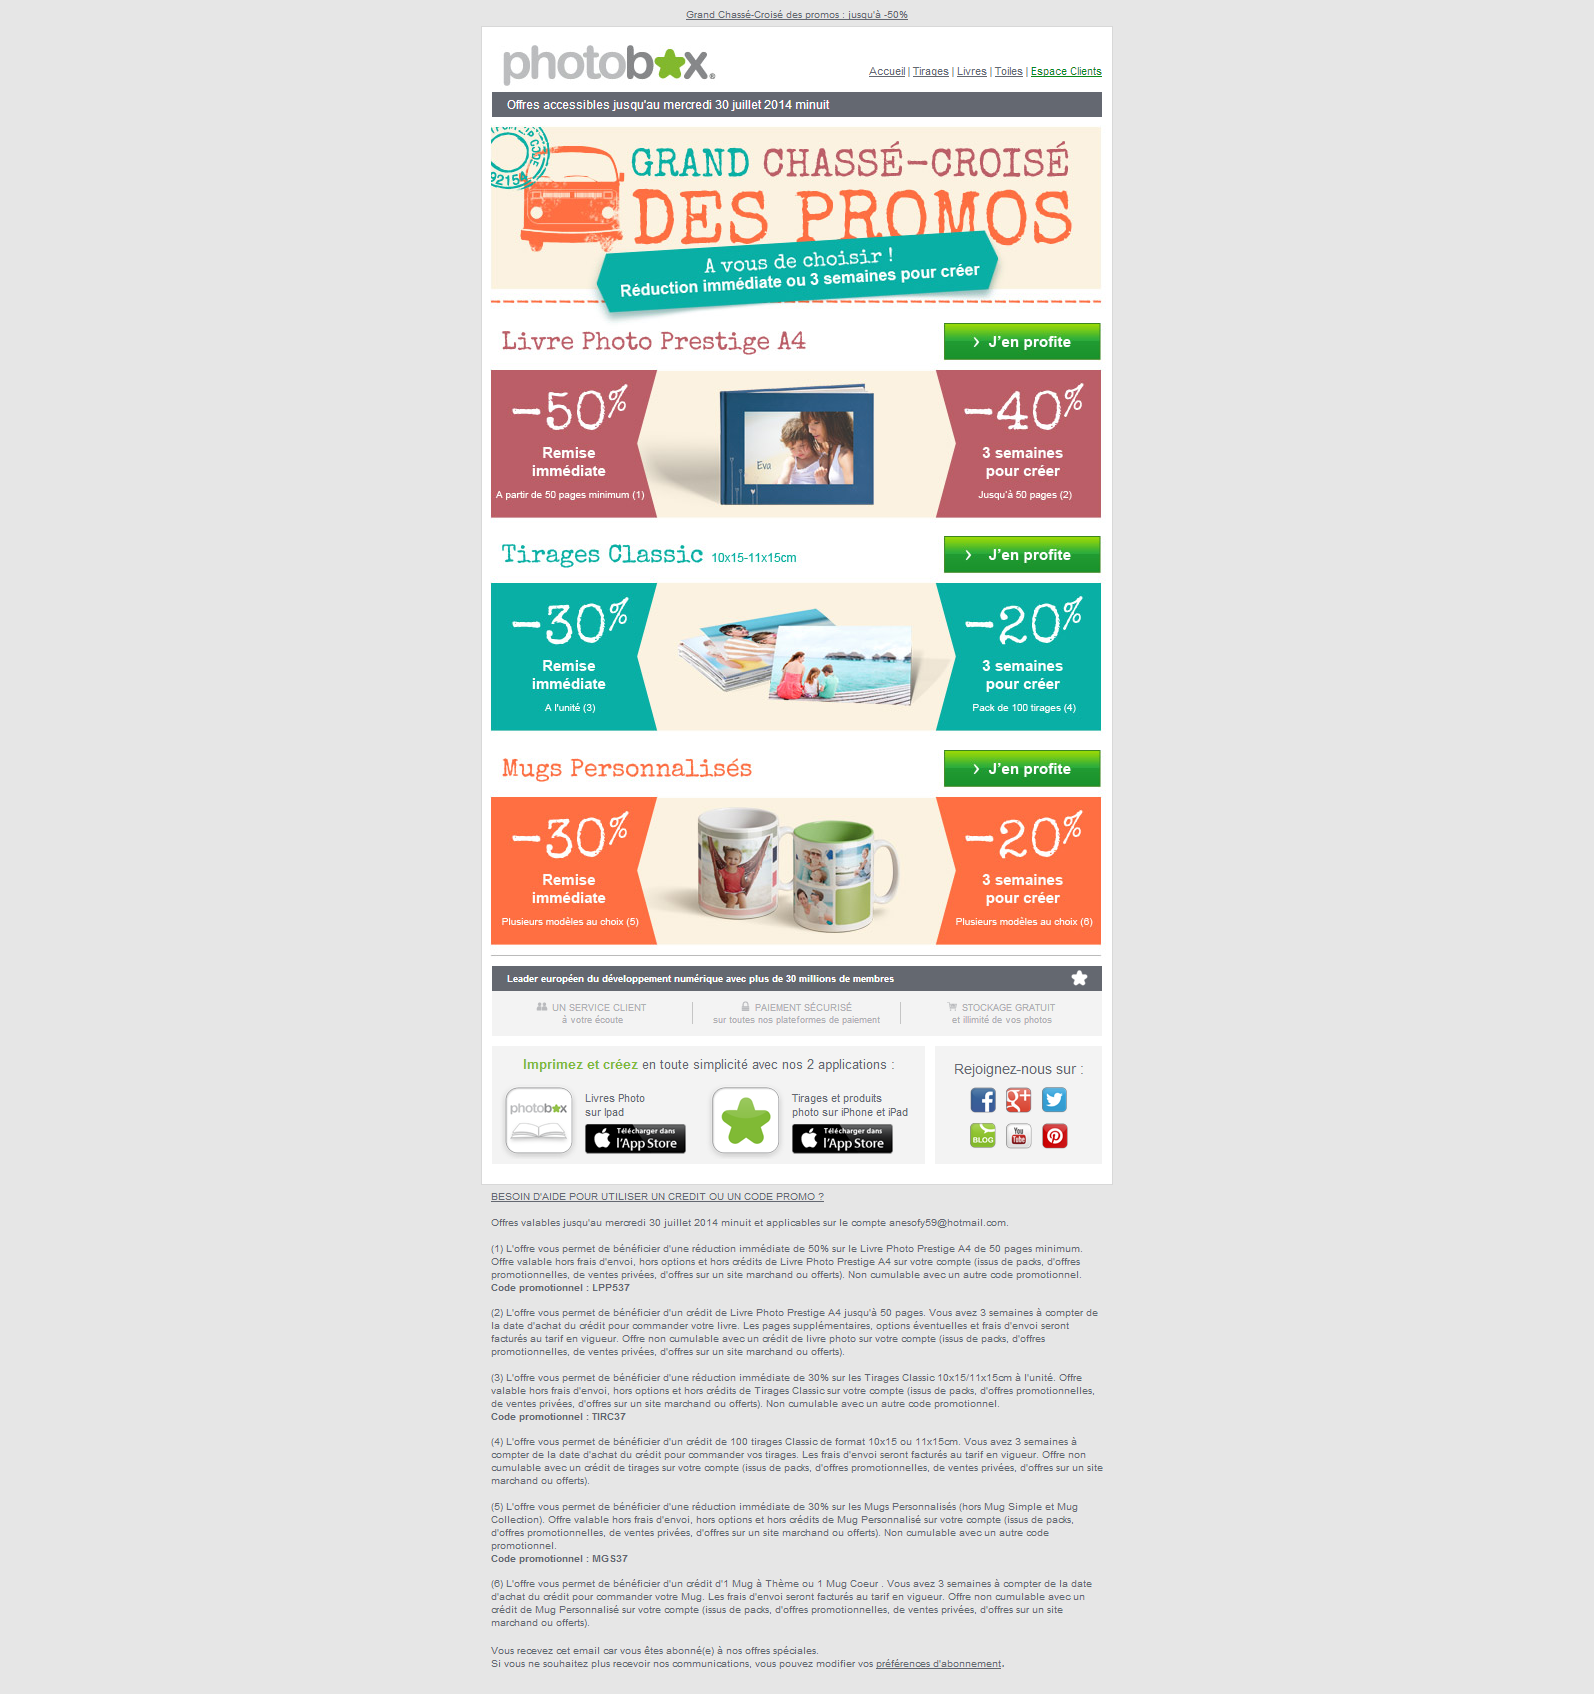 Grand Chassé-Croisé des promos : jusqu'à -50%
photobox®
Accueil | Tirages | Livres | Toiles | Espace Clients
Offres accessibles jusqu'au mercredi 30 juillet 2014 minuit
92154
GRAND CHASSÉ-CROISÉ
DES PROMOS
A vous de choisir !
Réduction immédiate ou 3 semaines pour créer
Livre Photo Prestige A4
› J'en profite
-50%
Remise
immédiate
A partir de 50 pages minimum (1)
Eva
-40%
3 semaines
pour créer
Jusqu'à 50 pages (2)
Tirages Classic 10x15-11x15cm
› J'en profite
-30%
Remise
immédiate
A l'unité (3)
-20%
3 semaines
pour créer
Pack de 100 tirages (4)
Mugs Personnalisés
› J'en profite
-30%
Remise
immédiate
Plusieurs modèles au choix (5)
-20%
3 semaines
pour créer
Plusieurs modèles au choix (6)
Leader européen du développement numérique avec plus de 30 millions de membres
UN SERVICE CLIENT
à votre écoute
PAIEMENT SÉCURISÉ
sur toutes nos plateformes de paiement
STOCKAGE GRATUIT
et illimité de vos photos
Imprimez et créez en toute simplicité avec nos 2 applications :
photobox
Livres Photo
sur Ipad
Télécharger dans
l'App Store
Tirages et produits
photo sur iPhone et iPad
Télécharger dans
l'App Store
Rejoignez-nous sur :
BLOG
You
Tube
BESOIN D'AIDE POUR UTILISER UN CREDIT OU UN CODE PROMO ?
Offres valables jusqu'au mercredi 30 juillet 2014 minuit et applicables sur le compte anesofy59@hotmail.com.
(1) L'offre vous permet de bénéficier d'une réduction immédiate de 50% sur le Livre Photo Prestige A4 de 50 pages minimum.
Offre valable hors frais d'envoi, hors options et hors crédits de Livre Photo Prestige A4 sur votre compte (issus de packs, d'offres
promotionnelles, de ventes privées, d'offres sur un site marchand ou offerts). Non cumulable avec un autre code promotionnel.
Code promotionnel : LPP537
(2) L'offre vous permet de bénéficier d'un crédit de Livre Photo Prestige A4 jusqu'à 50 pages. Vous avez 3 semaines à compter de
la date d'achat du crédit pour commander votre livre. Les pages supplémentaires, options éventuelles et frais d'envoi seront
facturés au tarif en vigueur. Offre non cumulable avec un crédit de livre photo sur votre compte (issus de packs, d'offres
promotionnelles, de ventes privées, d'offres sur un site marchand ou offerts).
(3) L'offre vous permet de bénéficier d'une réduction immédiate de 30% sur les Tirages Classic 10x15/11x15cm à l'unité. Offre
valable hors frais d'envoi, hors options et hors crédits de Tirages Classic sur votre compte (issus de packs, d'offres promotionnelles,
de ventes privées, d'offres sur un site marchand ou offerts). Non cumulable avec un autre code promotionnel.
Code promotionnel : TIRC37
(4) L'offre vous permet de bénéficier d'un crédit de 100 tirages Classic de format 10x15 ou 11x15cm. Vous avez 3 semaines à
compter de la date d'achat du crédit pour commander vos tirages. Les frais d'envoi seront facturés au tarif en vigueur. Offre non
cumulable avec un crédit de tirages sur votre compte (issus de packs, d'offres promotionnelles, de ventes privées, d'offres sur un site
marchand ou offerts).
(5) L'offre vous permet de bénéficier d'une réduction immédiate de 30% sur les Mugs Personnalisés (hors Mug Simple et Mug
Collection). Offre valable hors frais d'envoi, hors options et hors crédits de Mug Personnalisé sur votre compte (issus de packs,
d'offres promotionnelles, de ventes privées, d'offres sur un site marchand ou offerts). Non cumulable avec un autre code
promotionnel.
Code promotionnel : MGS37
(6) L'offre vous permet de bénéficier d'un crédit d'1 Mug à Thème ou 1 Mug Coeur . Vous avez 3 semaines à compter de la date
d'achat du crédit pour commander votre Mug. Les frais d'envoi seront facturés au tarif en vigueur. Offre non cumulable avec un
crédit de Mug Personnalisé sur votre compte (issus de packs, d'offres promotionnelles, de ventes privées, d'offres sur un site
marchand ou offerts).
Vous recevez cet email car vous êtes abonné(e) à nos offres spéciales.
Si vous ne souhaitez plus recevoir nos communications, vous pouvez modifier vos préférences d'abonnement.